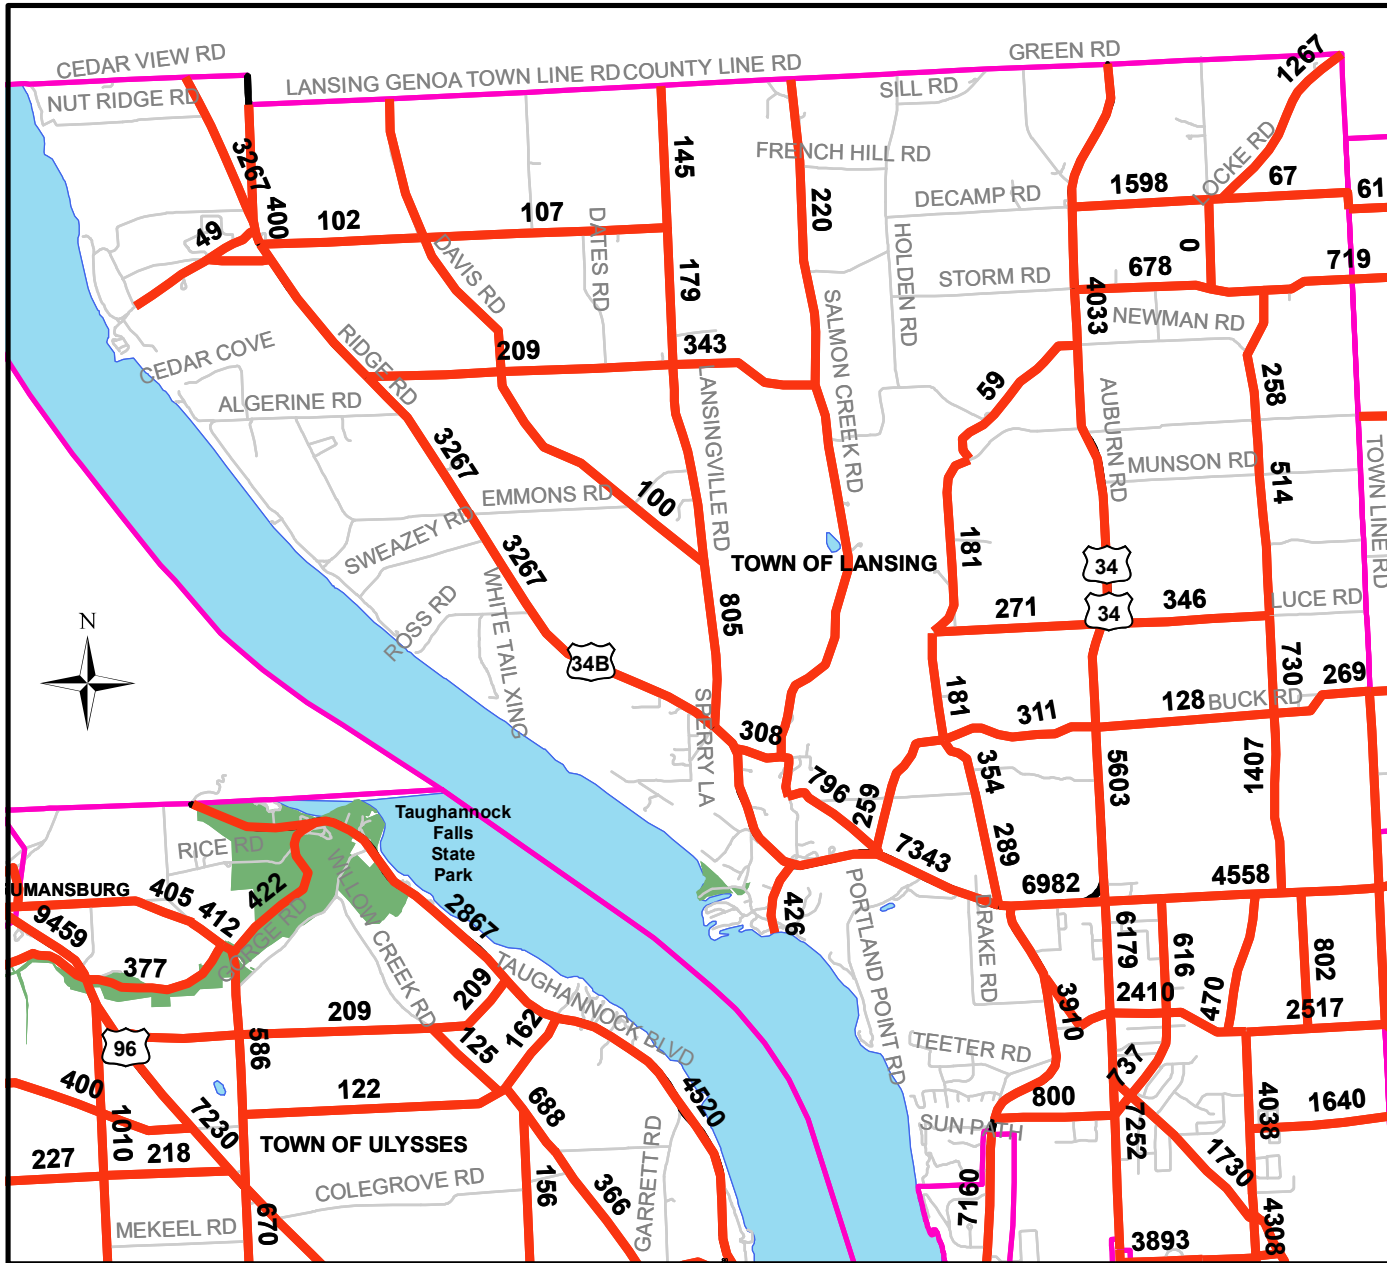 CEDAR VIEW RD
GREEN RD
1267
LANSING GENOA TOWN LINE RD
COUNTY LINE RD
NUT RIDGE RD
SILL RD
3267
145
FRENCH HILL RD
LOCKE RD
1598
67
61
DECAMP RD
400
102
107
220
49
DATES RD
DAVIS RD
HOLDEN RD
0
678
719
179
STORM RD
4033
SALMON CREEK RD
NEWMAN RD
RIDGE RD
209
343
CEDAR COVE
59
258
ALGERINE RD
LANSINGVILLE RD
AUBURN RD
3267
MUNSON RD
514
TOWN LINE RD
EMMONS RD
100
SWEAZEY RD
3267
181
TOWN OF LANSING
34
WHITE TAIL XING
805
271
34
346
LUCE RD
ROSS RD
N
34B
730
269
181
SPERRY LA
311
128
BUCK RD
308
354
5603
1407
796
259
Taughannock
Falls
State
Park
RICE RD
WILLOW CREEK RD
289
7343
6982
4558
UMANSBURG
405
412
422
GORGE RD
2867
426
PORTLAND POINT RD
DRAKE RD
6179
616
802
9459
377
TAUGHANNOCK BLVD
209
3910
2410
470
2517
209
586
125
162
96
TEETER RD
737
400
122
688
4520
800
4038
1640
1010
7230
SUN PATH
7252
227
218
TOWN OF ULYSSES
GARRETT RD
1730
COLEGROVE RD
156
366
7160
MEKEEL RD
670
3893
4308